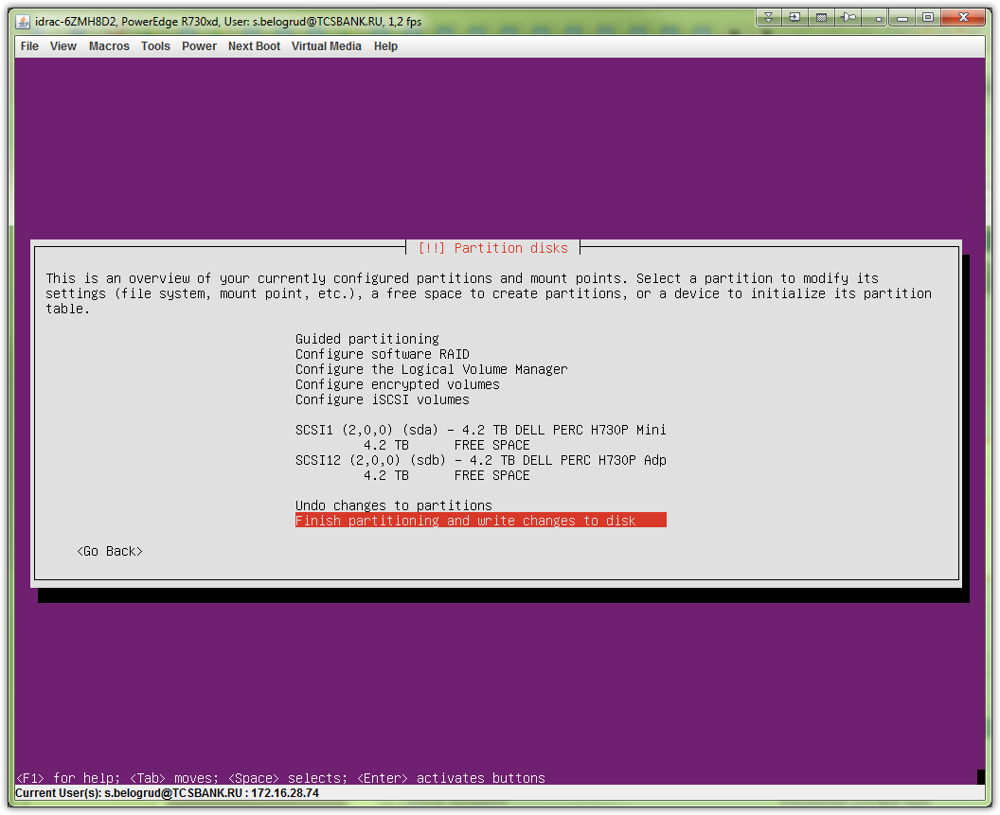 idrac-6ZMH8D2, PowerEdge R730xd, User: s.belogrud@TCSBANK.RU, 1,2 fps
File View Macros Tools Power Next Boot Virtual Media Help
[!!] Partition disks
This is an overview of your currently configured partitions and mount points. Select a partition to modify its
settings (file system, mount point, etc.), a free space to create partitions, or a device to initialize its partition
table.
Guided partitioning
Configure software RAID
Configure the Logical Volume Manager
Configure encrypted volumes
Configure iSCSI volumes
SCSI1 (2,0,0) (sda) - 4.2 TB DELL PERC H730P Mini
4.2 TB FREE SPACE
SCSI12 (2,0,0) (sdb) - 4.2 TB DELL PERC H730P Adp
4.2 TB FREE SPACE
Undo changes to partitions
Finish partitioning and write changes to disk
<Go Back>
<F1> for help; <Tab> moves; <Space> selects; <Enter> activates buttons
Current User(s): s.belogrud@TCSBANK.RU : 172.16.28.74